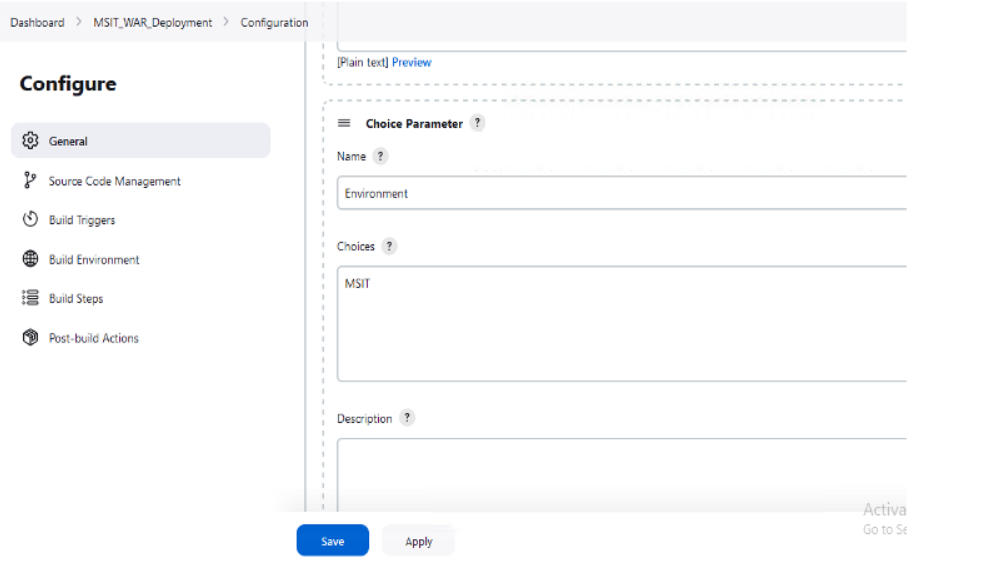 Dashboard > MSIT_WAR_Deployment > Configuration
[Plain text] Preview
Configure
General
Source Code Management
Build Triggers
Build Environment
Build Steps
Post-build Actions
Choice Parameter ?
Name ?
Environment
Choices ?
MSIT
Description ?
Save
Apply
Activa
Go to Se